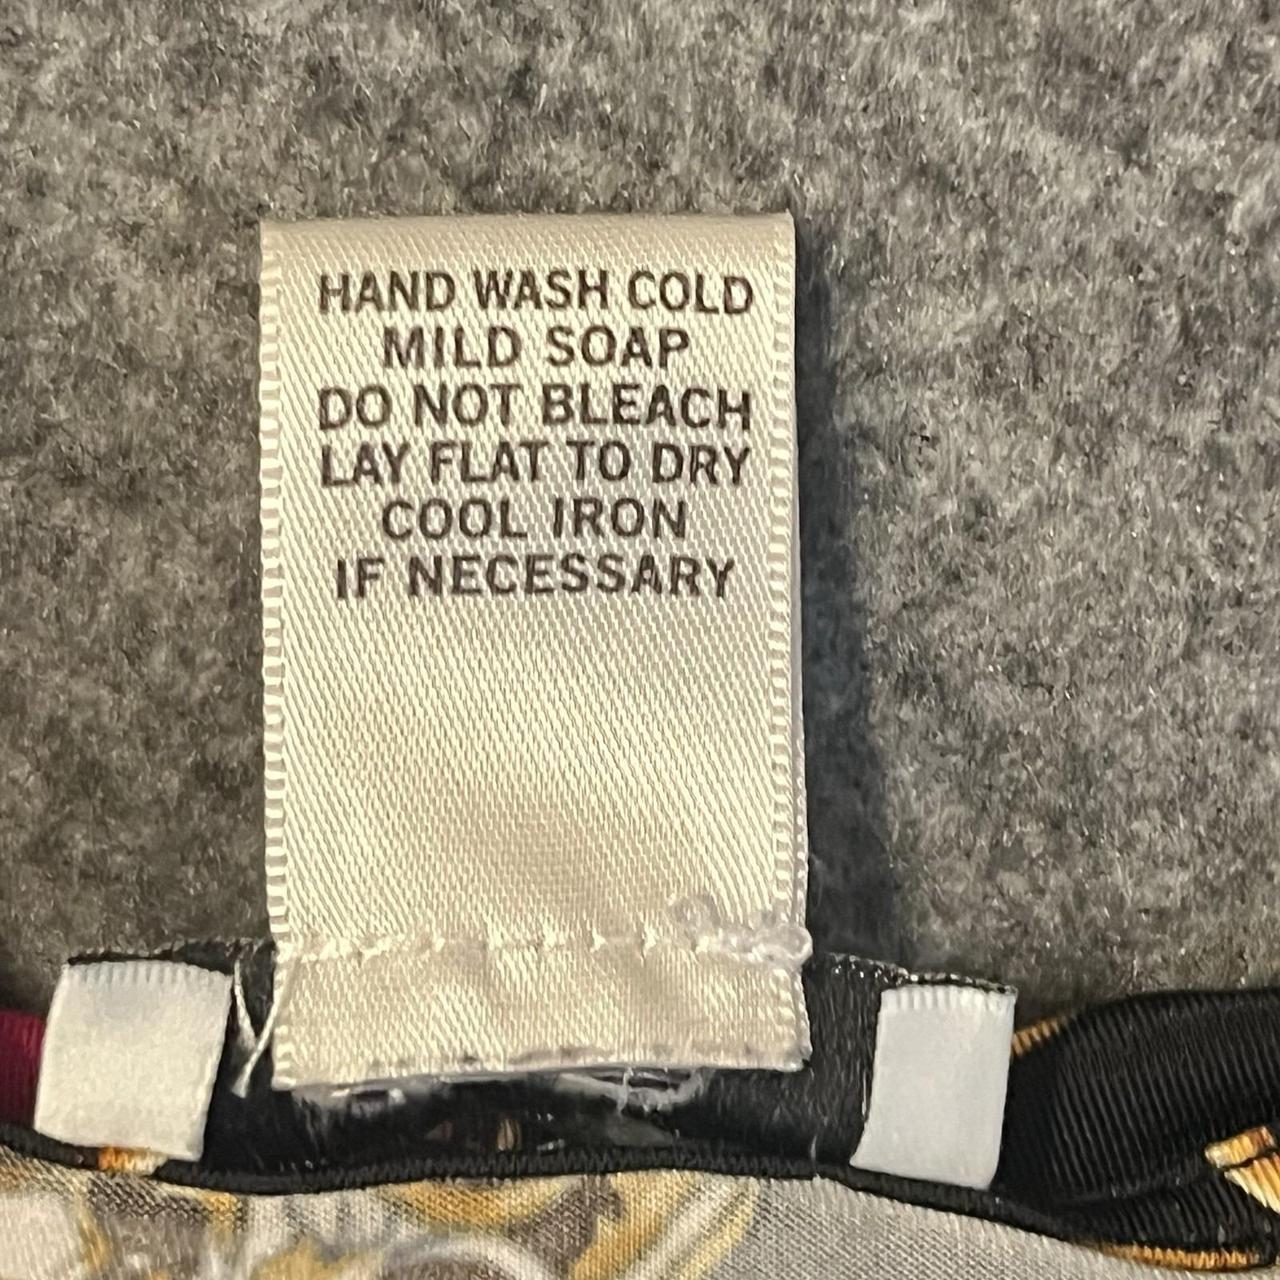 HAND WASH COLD
MILD SOAP
DO NOT BLEACH
LAY FLAT TO DRY
COOL IRON
IF NECESSARY